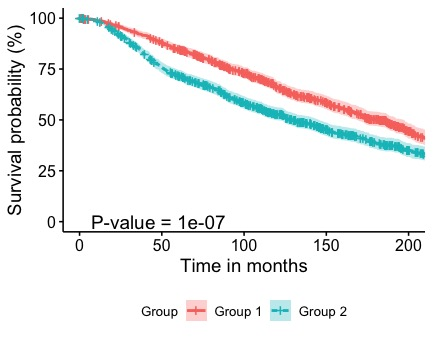 Survival probability (%)
100
75
50
25
0
P-value = 1e-07
0 50 100 150 200
Time in months
Group Group 1 Group 2